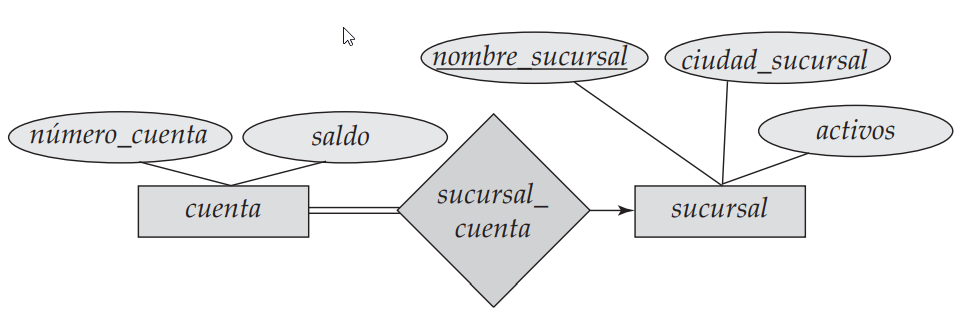 nombre_sucursal
ciudad_sucursal
número_cuenta
saldo
activos
cuenta
sucursal_
cuenta
sucursal